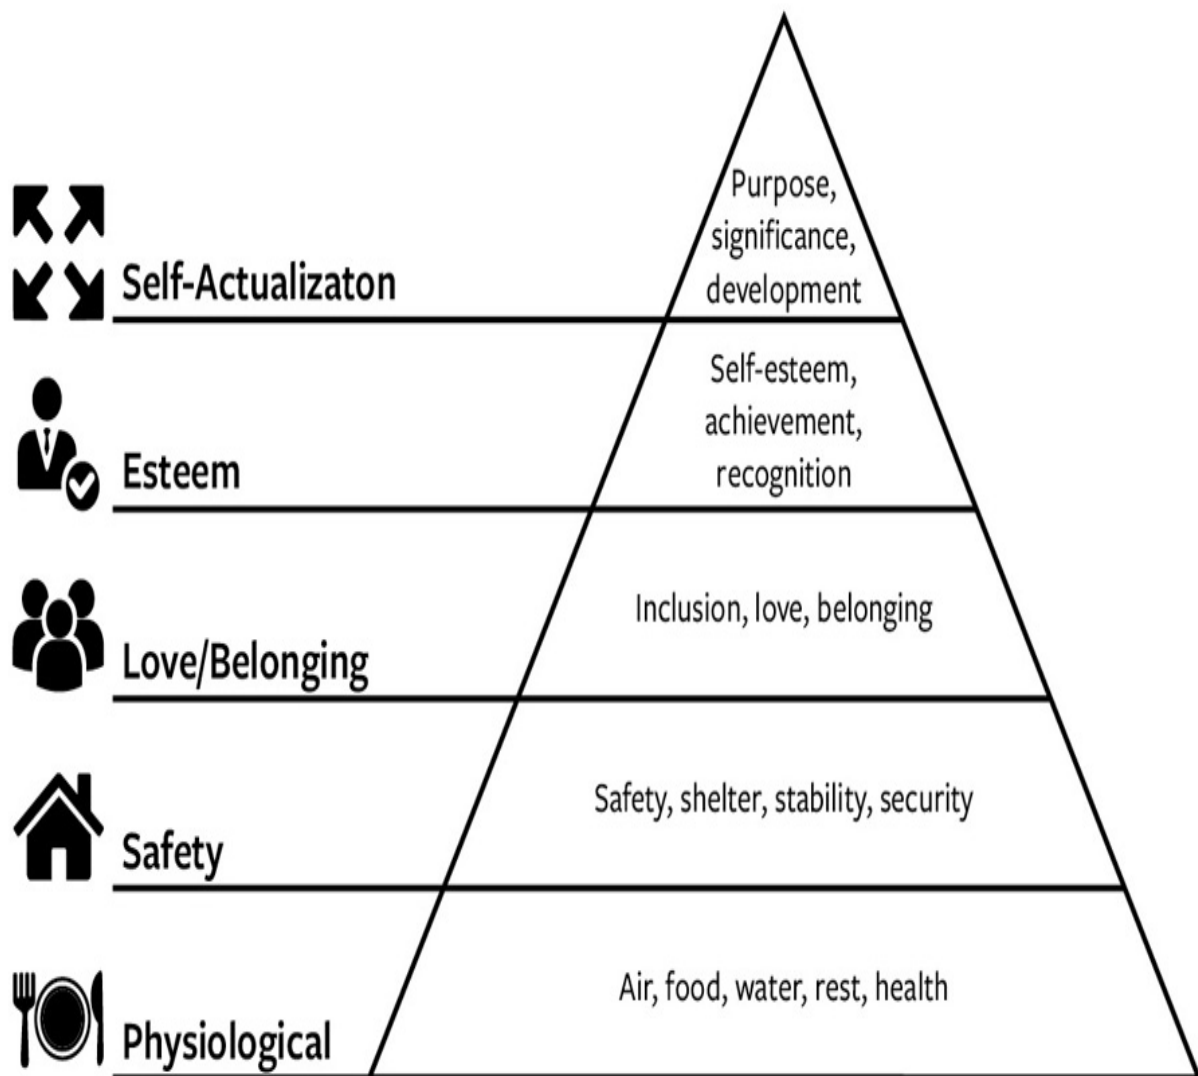 Purpose,
significance,
development
Self-Actualizaton
Self-esteem,
achievement,
recognition
Esteem
Inclusion, love, belonging
Love/Belonging
Safety, shelter, stability, security
Safety
Air, food, water, rest, health
Physiological